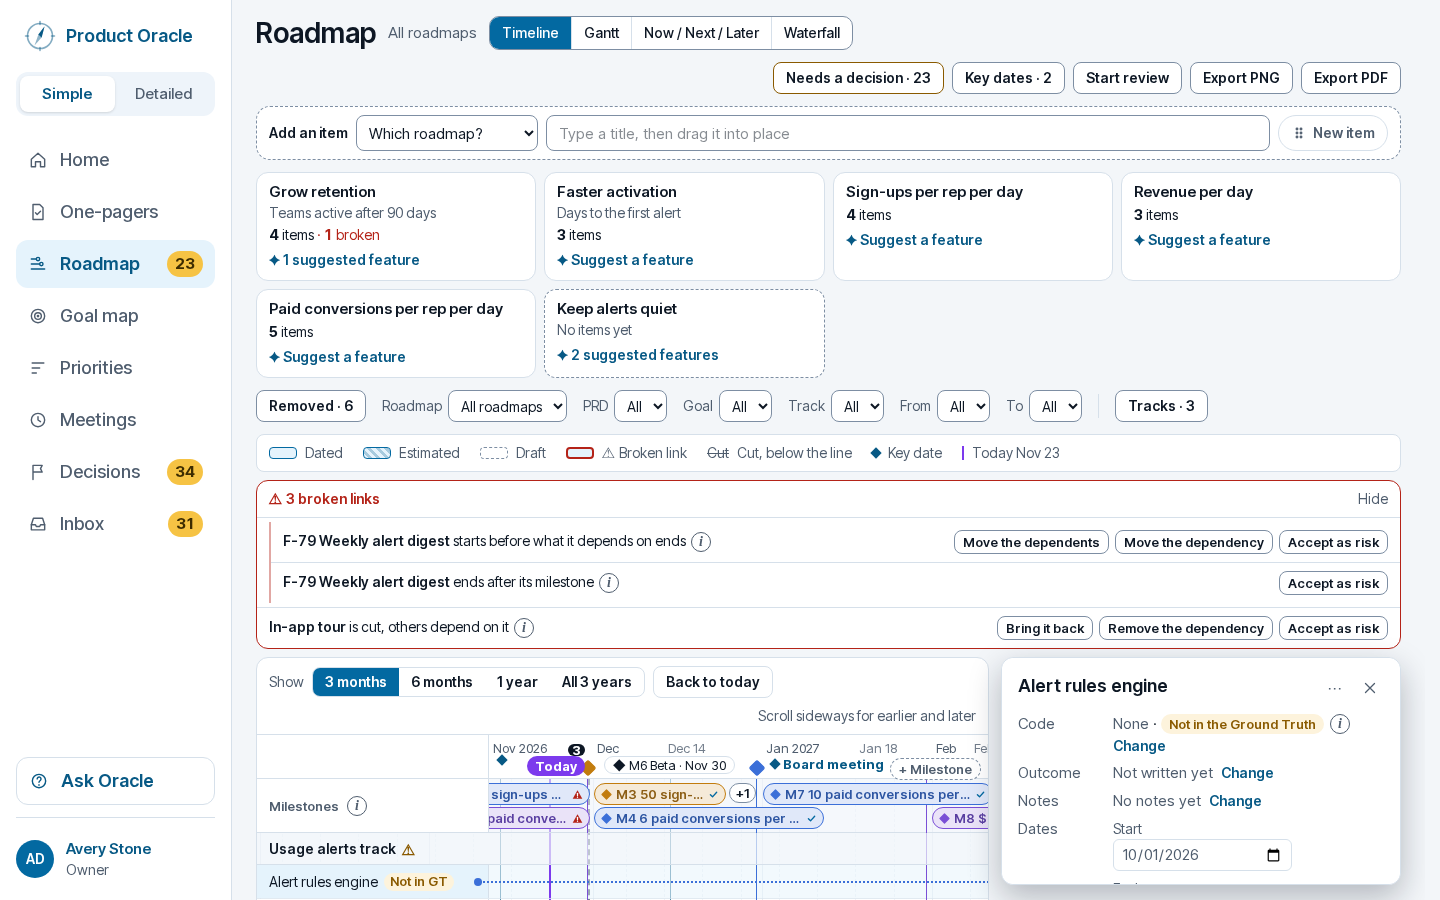 Product Oracle
Simple
Detailed
Home
One-pagers
Roadmap 23
Goal map
Priorities
Meetings
Decisions 34
Inbox 31
Ask Oracle
AD
Avery Stone
Owner
Roadmap All roadmaps Timeline Gantt Now / Next / Later Waterfall
Needs a decision · 23 Key dates · 2 Start review Export PNG Export PDF
Add an item Which roadmap? Type a title, then drag it into place New item
Grow retention
Teams active after 90 days
4 items · 1 broken
1 suggested feature
Faster activation
Days to the first alert
3 items
Suggest a feature
Sign-ups per rep per day
4 items
Suggest a feature
Revenue per day
3 items
Suggest a feature
Paid conversions per rep per day
5 items
Suggest a feature
Keep alerts quiet
No items yet
2 suggested features
Removed · 6 Roadmap All roadmaps PRD All Goal All Track All From All To All Tracks · 3
Dated Estimated Draft Broken link Cut Cut, below the line Key date Today Nov 23
3 broken links Hide
F-79 Weekly alert digest starts before what it depends on ends i Move the dependents Move the dependency Accept as risk
F-79 Weekly alert digest ends after its milestone i Accept as risk
In-app tour is cut, others depend on it i Bring it back Remove the dependency Accept as risk
Show 3 months 6 months 1 year All 3 years Back to today
Scroll sideways for earlier and later
Nov 2026 3 Dec Dec 14 Jan 2027 Jan 18 Feb Fe
Today M6 Beta · Nov 30 Board meeting + Milestone
Milestones i
sign-ups ... M3 50 sign-... +1 M7 10 paid conversions per...
paid conve... M4 6 paid conversions per ... M8 $
Usage alerts track
Alert rules engine Not in GT
Alert rules engine ...
Code None · Not in the Ground Truth i
Change
Outcome Not written yet Change
Notes No notes yet Change
Dates Start
10/01/2026